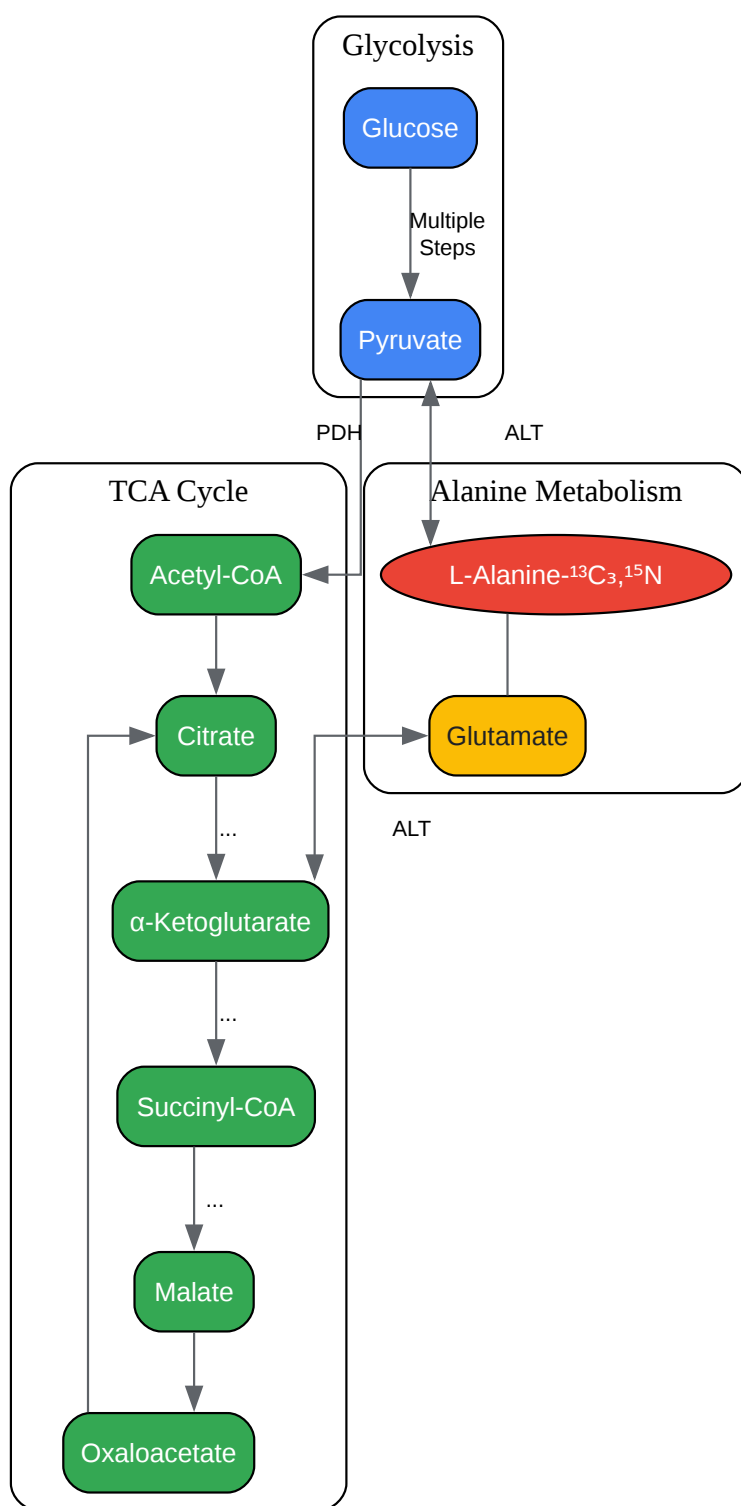 Glycolysis
Glucose
Multiple
Steps
Pyruvate
PDH
ALT
TCA Cycle
Alanine Metabolism
Acetyl-CoA
L-Alanine-¹³C₃,¹⁵N
Citrate
Glutamate
...
ALT
α-Ketoglutarate
...
Succinyl-CoA
...
Malate
Oxaloacetate